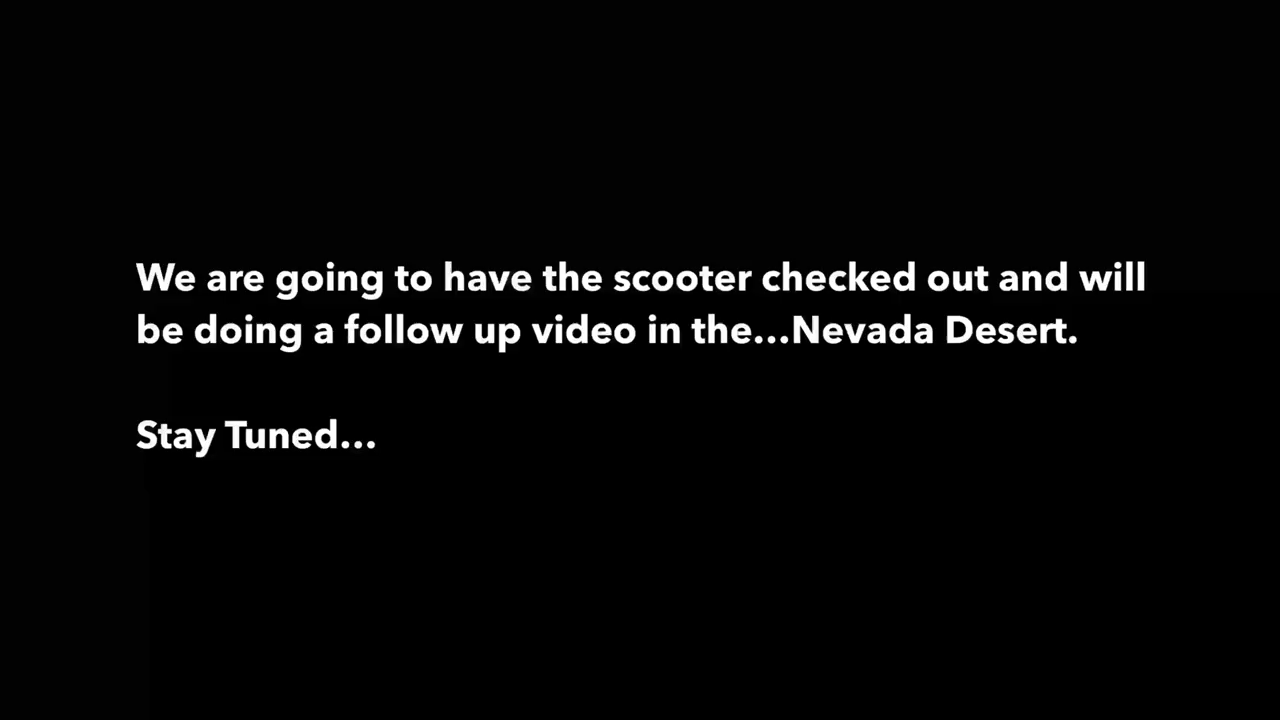 We are going to have the scooter checked out and will
be doing a follow up video in the...Nevada Desert.
Stay Tuned...